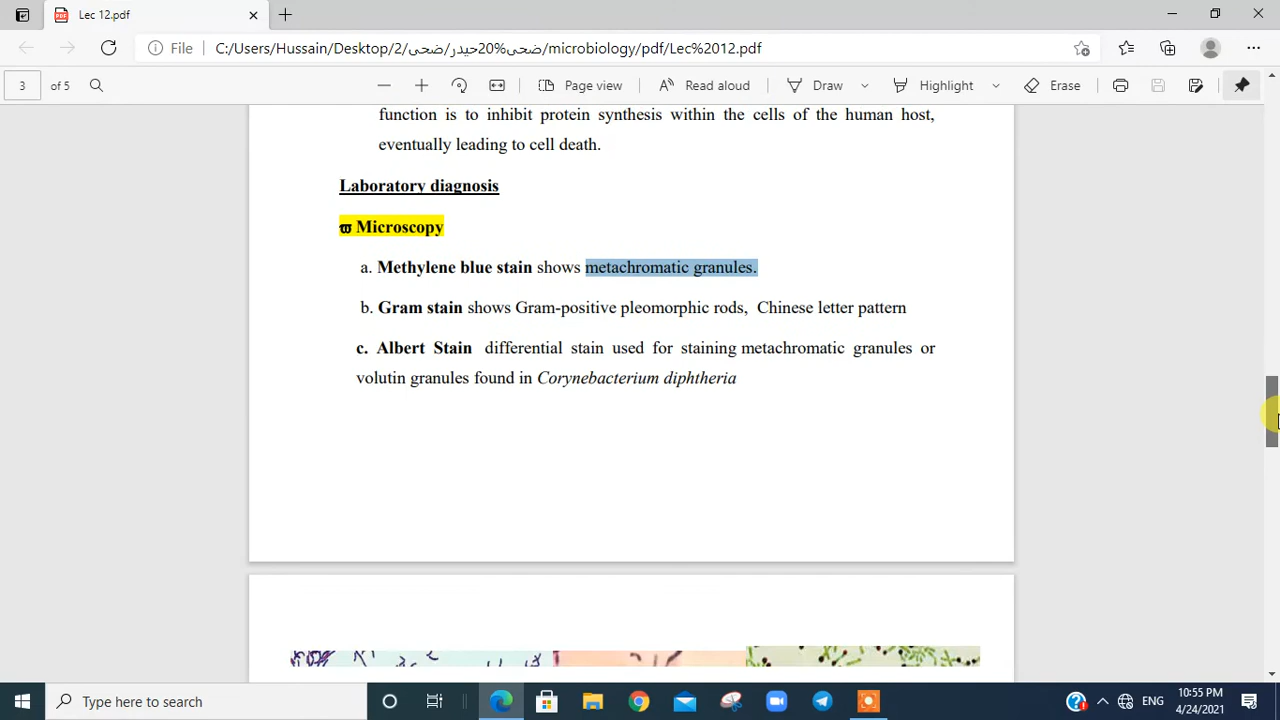 Lec 12.pdf
File
C:/Users/Hussain/Desktop/2/ضحى/حيدر%20ضحى/microbiology/pdf/Lec%2012.pdf
3 of 5
Page view
Read aloud
Draw
Highlight
Erase
function is to inhibit protein synthesis within the cells of the human host,
eventually leading to cell death.
Laboratory diagnosis
ϖ Microscopy
a. Methylene blue stain shows metachromatic granules.
b. Gram stain shows Gram-positive pleomorphic rods, Chinese letter pattern
c. Albert Stain differential stain used for staining metachromatic granules or
volutin granules found in Corynebacterium diphtheria
Type here to search
ENG
10:55 PM
4/24/2021